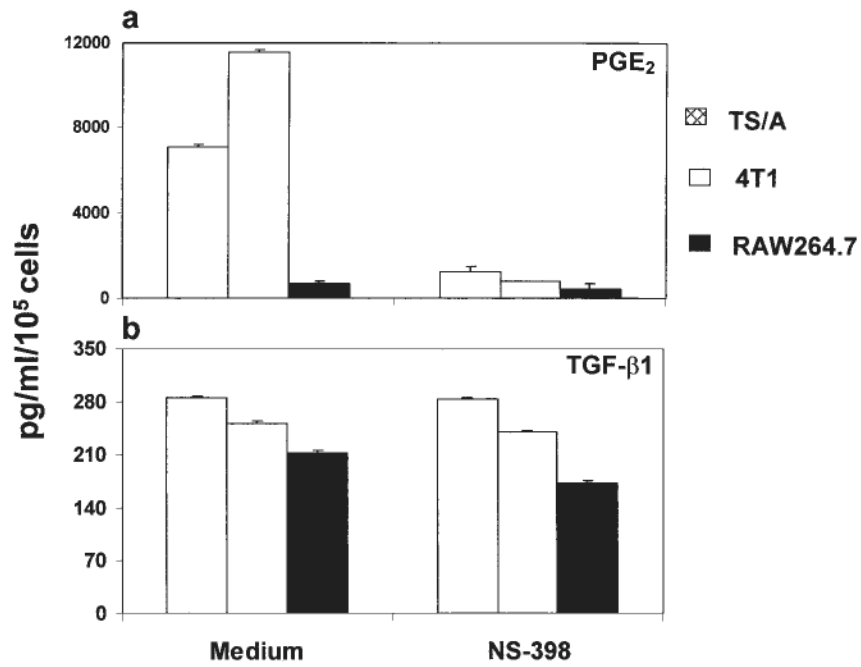 a
12000
8000
4000
0
PGE₂
TS/A
4T1
RAW264.7
pg/ml/10⁵ cells
b
350
280
210
140
70
0
TGF-β1
Medium NS-398